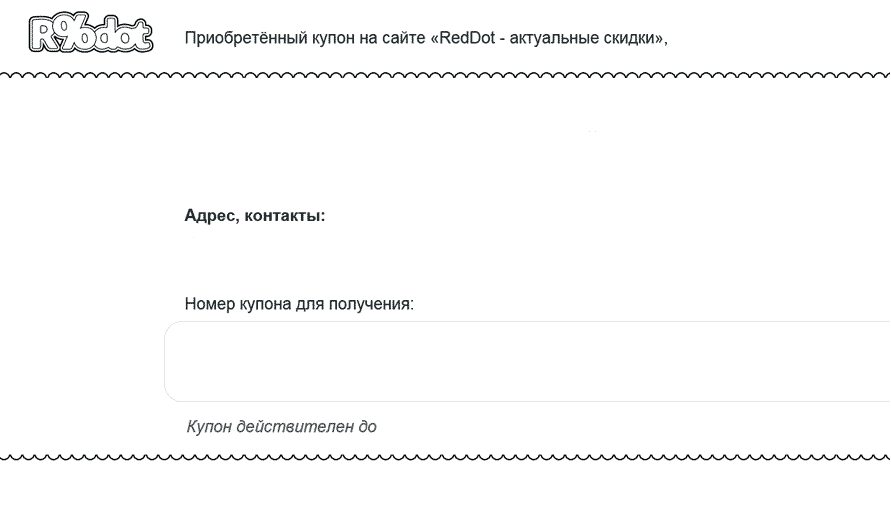 R%dot
Приобретённый купон на сайте «RedDot - актуальные скидки»,
Адрес, контакты:
Номер купона для получения:
Купон действителен до